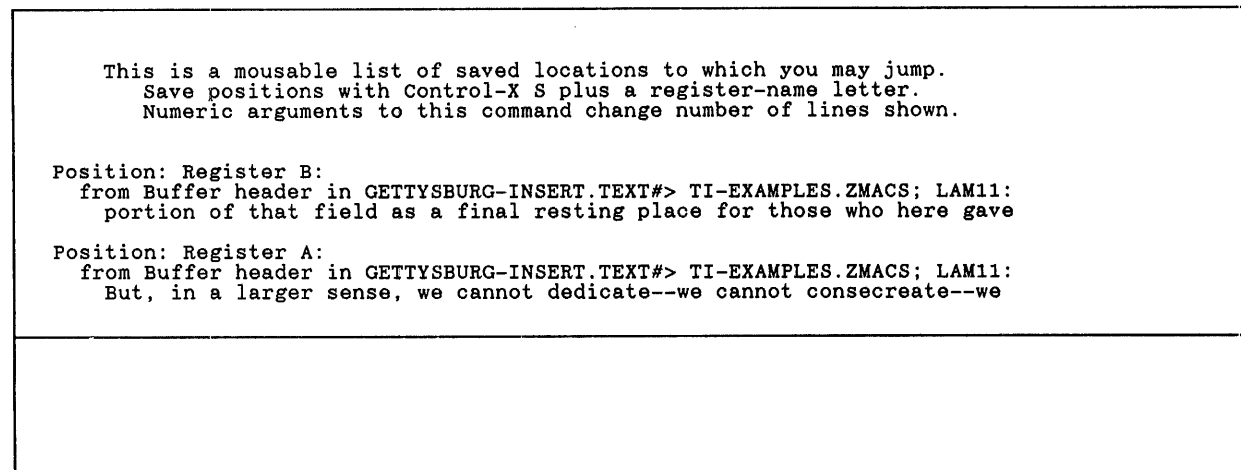 This is a mousable list of saved locations to which you may jump.
Save positions with Control-X S plus a register-name letter.
Numeric arguments to this command change number of lines shown.
Position: Register B:
from Buffer header in GETTYSBURG-INSERT.TEXT#> TI-EXAMPLES.ZMACS; LAM11:
portion of that field as a final resting place for those who here gave
Position: Register A:
from Buffer header in GETTYSBURG-INSERT.TEXT#> TI-EXAMPLES.ZMACS; LAM11:
But, in a larger sense, we cannot dedicate--we cannot consecreate--we